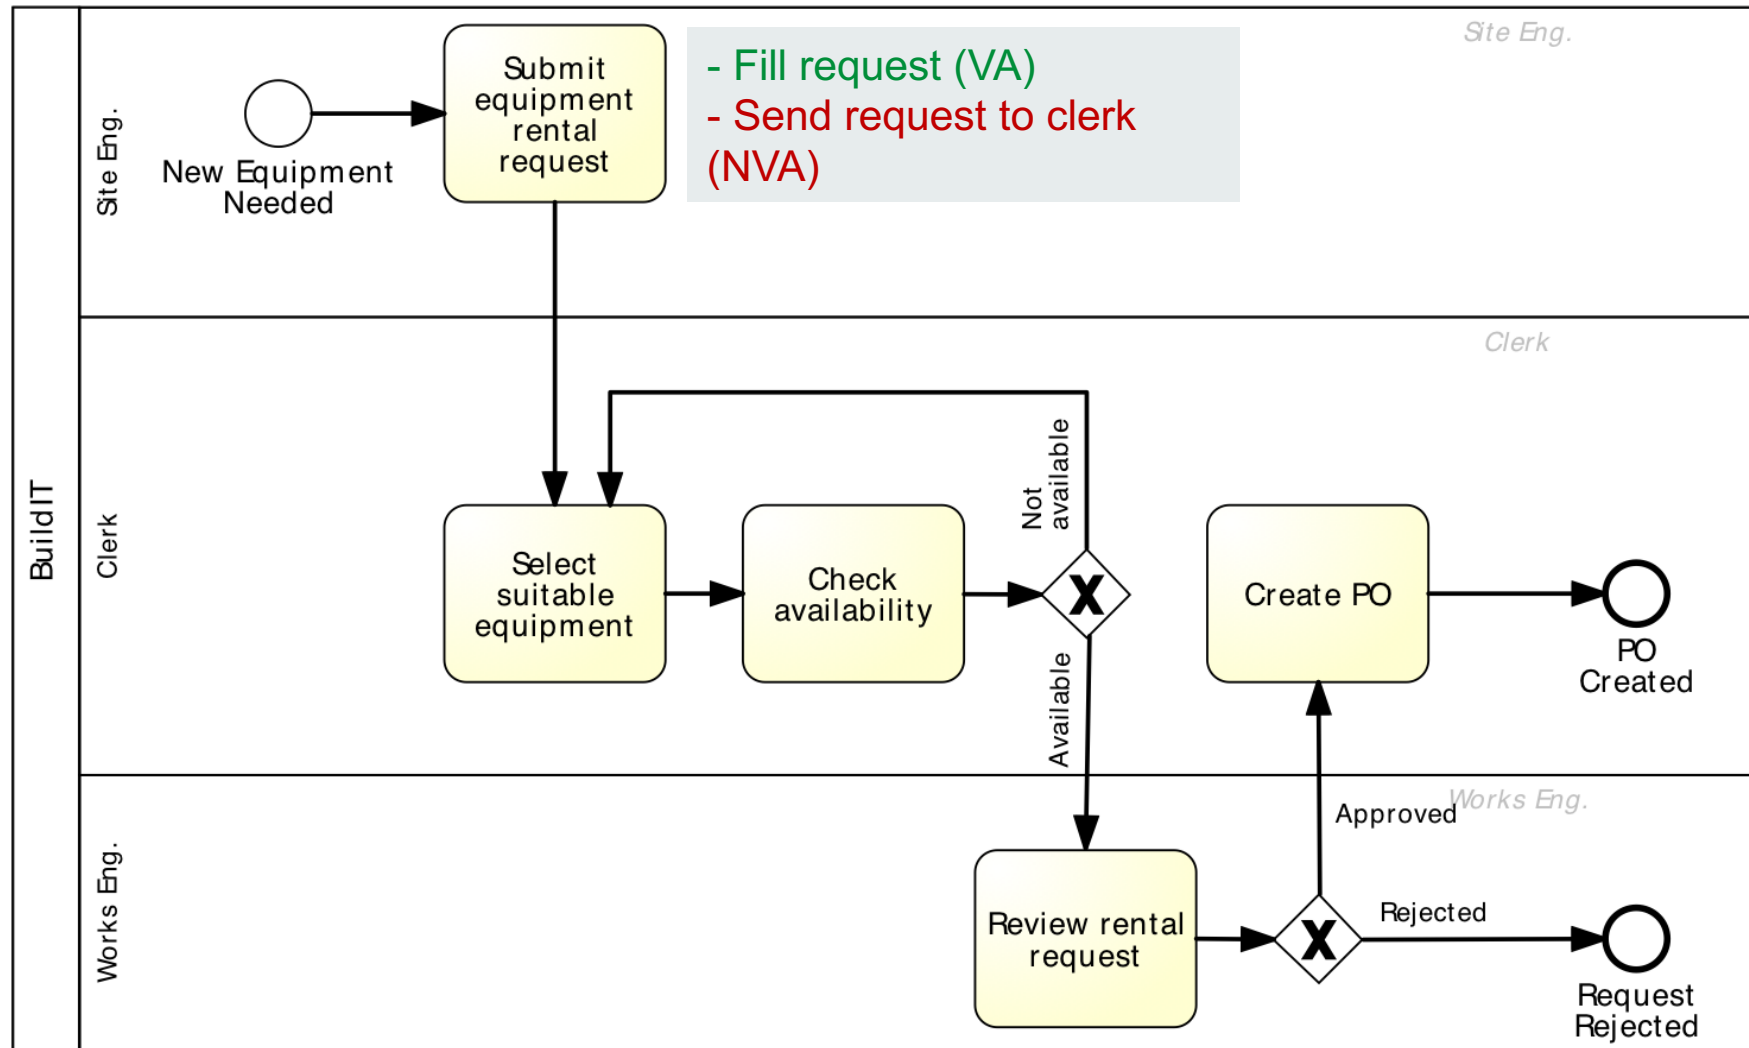 Site Eng.
Submit
equipment
rental
request
- Fill request (VA)
- Send request to clerk
(NVA)
Site Eng.
New Equipment
Needed
Clerk
BuildIT
Clerk
Not
available
Select
suitable
equipment
Check
availability
X
Create PO
PO
Created
Available
Works Eng.
Approved
Works Eng.
Review rental
request
X
Rejected
Request
Rejected